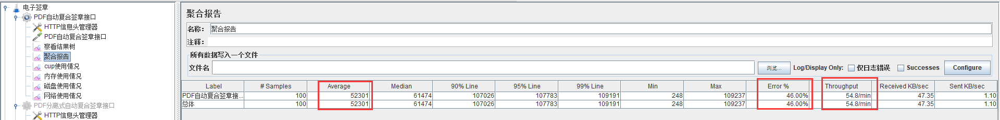 电子签章
PDF自动复合签章接口
HTTP信息头管理器
PDF自动复合签章接口
察看结果树
聚合报告
cup使用情况
内存使用情况
磁盘使用情况
网络使用情况
PDF分离式自动复合签章接口
HTTP信息头管理器
聚合报告
名称： 聚合报告
注释：
所有数据写入一个文件
文件名 浏览... Log/Display Only: 仅日志错误 Successes Configure
Label # Samples Average Median 90% Line 95% Line 99% Line Min Max Error % Throughput Received KB/sec Sent KB/sec
PDF自动复合签章接... 100 52301 61474 107026 107783 109191 248 109237 46.00% 54.8/min 47.35 1.10
总体 100 52301 61474 107026 107783 109191 248 109237 46.00% 54.8/min 47.35 1.10